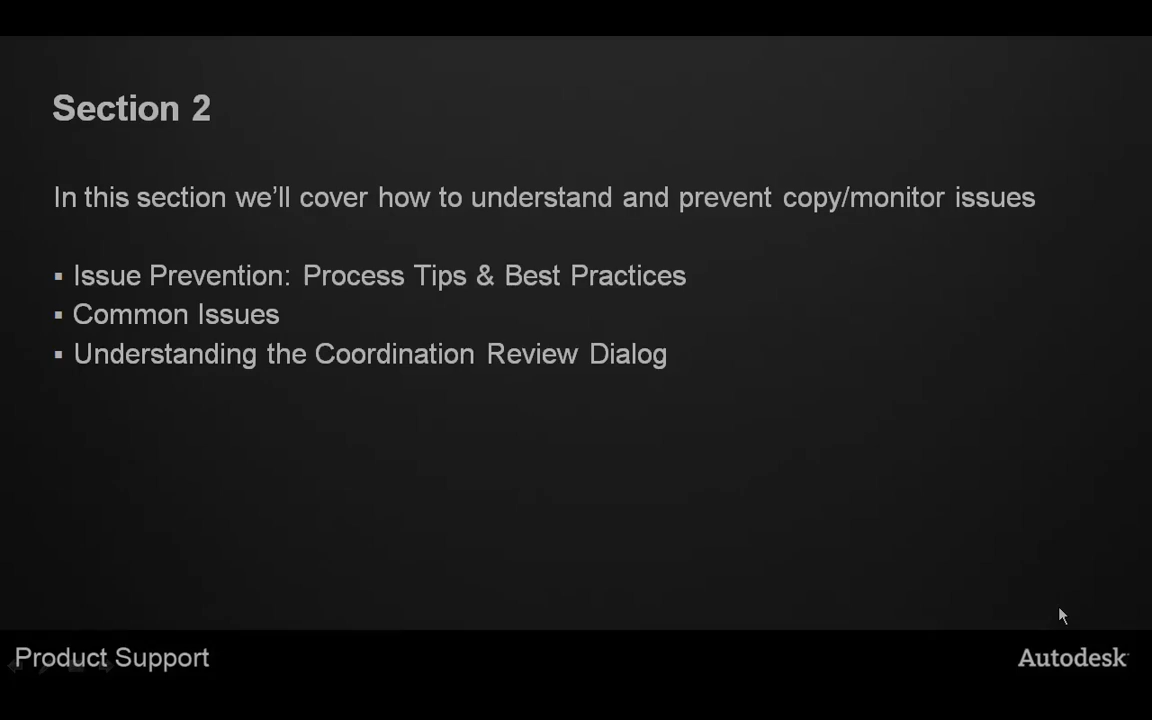 Section 2
In this section we’ll cover how to understand and prevent copy/monitor issues
▪ Issue Prevention: Process Tips & Best Practices
▪ Common Issues
▪ Understanding the Coordination Review Dialog
Product Support
Autodesk